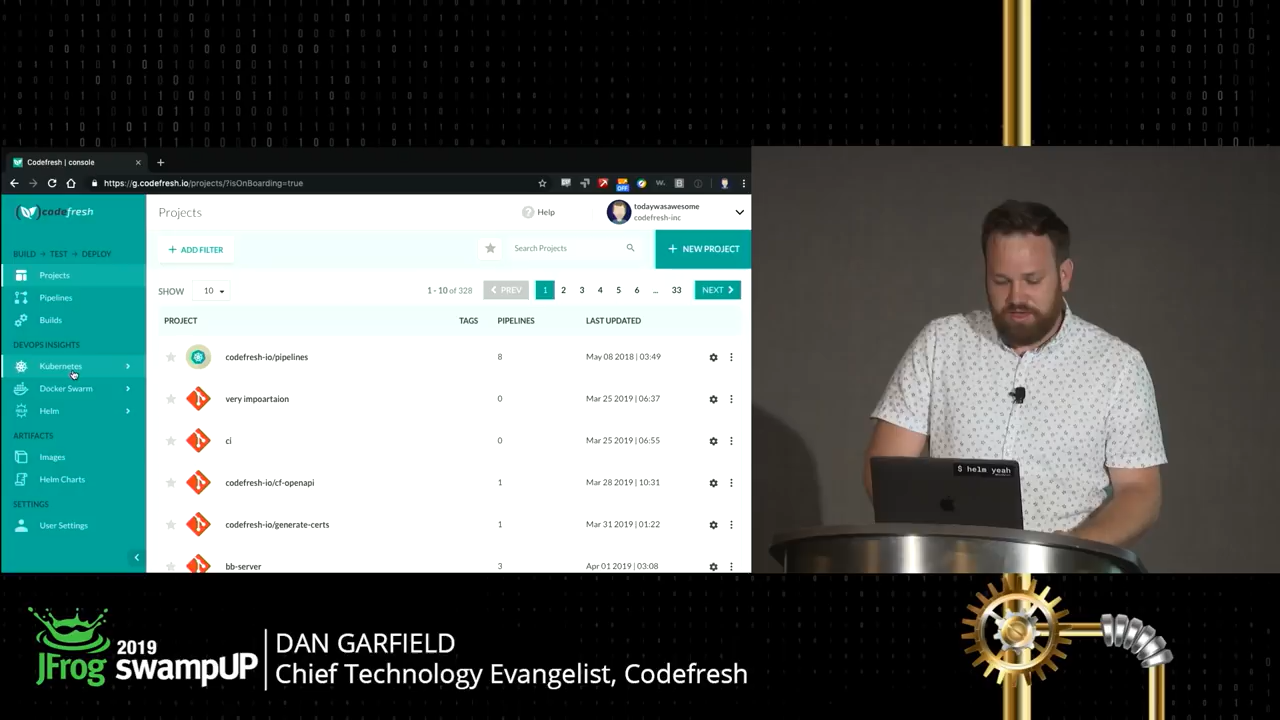 Codefresh | console
https://g.codefresh.io/projects/?isOnBoarding=true
OFF
codefresh
Projects
Help
todaywasawesome
codefresh-inc
BUILD → TEST → DEPLOY
Projects
Pipelines
Builds
DEVOPS INSIGHTS
Kubernetes
Docker Swarm
Helm
ARTIFACTS
Images
Helm Charts
SETTINGS
User Settings
+ ADD FILTER
Search Projects
+ NEW PROJECT
SHOW 10
1 - 10 of 328 PREV 1 2 3 4 5 6 ... 33 NEXT
PROJECT TAGS PIPELINES LAST UPDATED
codefresh-io/pipelines 8 May 08 2018 | 03:49
very impoartaion 0 Mar 25 2019 | 06:37
ci 0 Mar 25 2019 | 06:55
codefresh-io/cf-openapi 1 Mar 28 2019 | 10:31
codefresh-io/generate-certs 1 Mar 31 2019 | 01:22
bb-server 3 Apr 01 2019 | 03:08
$ helm yeah
2019
JFrog swampUP
DAN GARFIELD
Chief Technology Evangelist, Codefresh